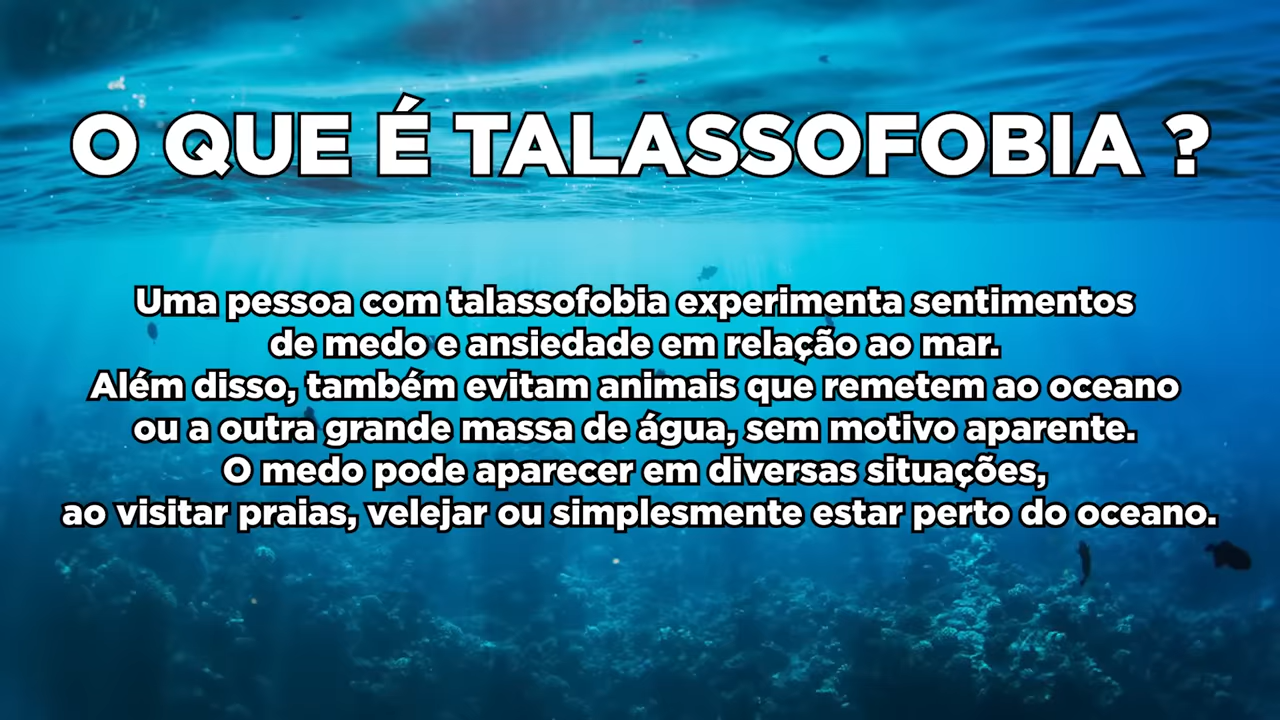 O QUE É TALASSOFOBIA ?
Uma pessoa com talassofobia experimenta sentimentos
de medo e ansiedade em relação ao mar.
Além disso, também evitam animais que remetem ao oceano
ou a outra grande massa de água, sem motivo aparente.
O medo pode aparecer em diversas situações,
ao visitar praias, velejar ou simplesmente estar perto do oceano.